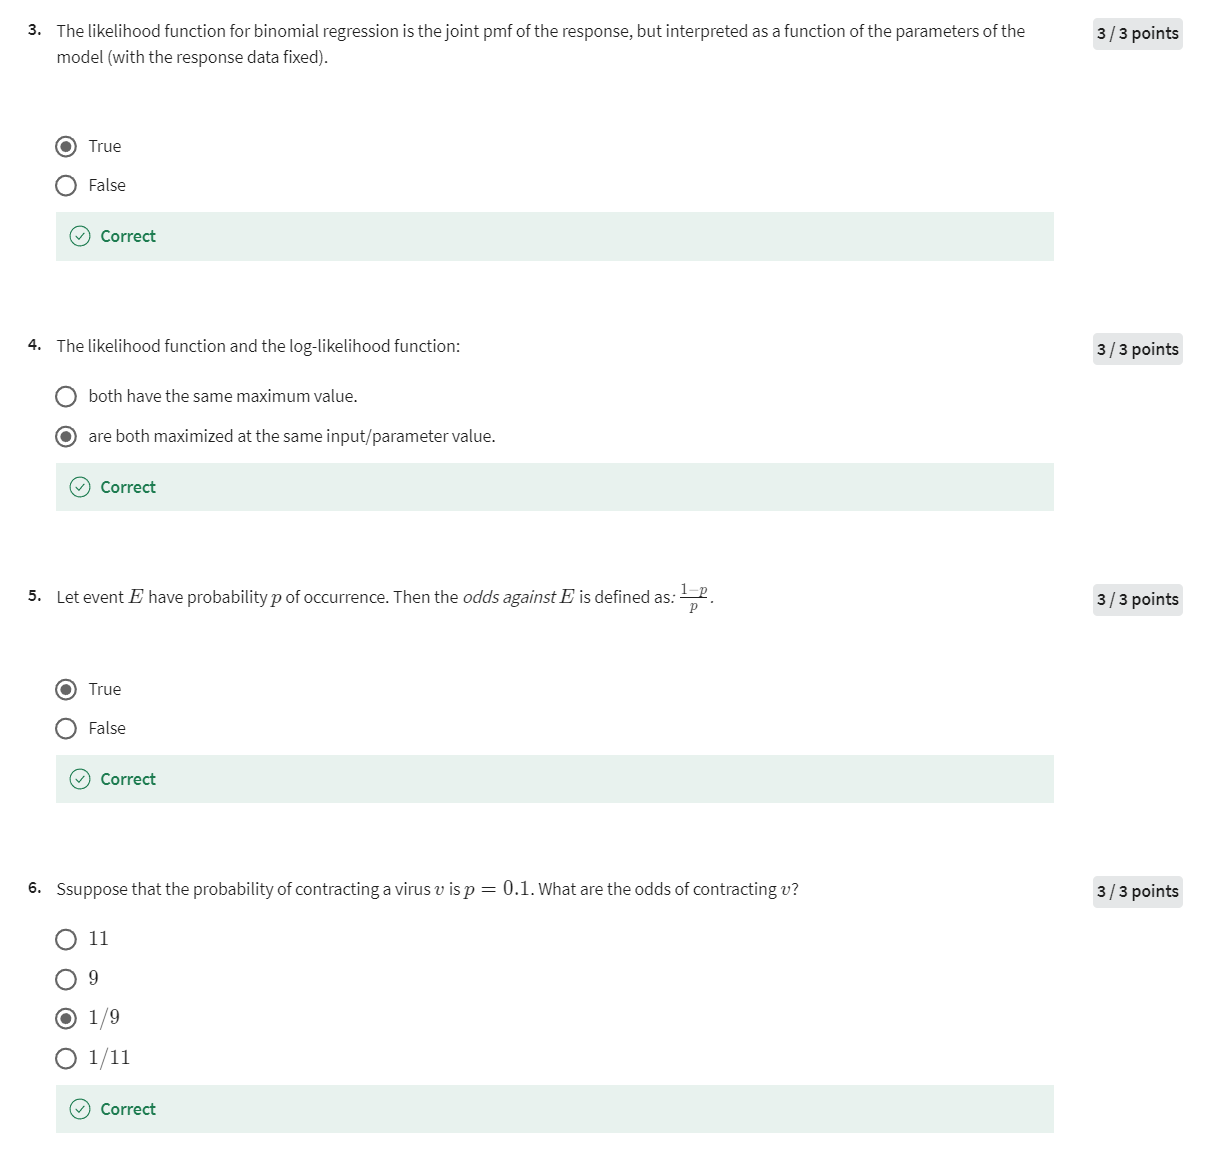 3. The likelihood function for binomial regression is the joint pmf of the response, but interpreted as a function of the parameters of the
3 / 3 points
model (with the response data fixed).
True
False
Correct
4. The likelihood function and the log-likelihood function:
3 / 3 points
both have the same maximum value.
are both maximized at the same input/parameter value.
Correct
5. Let event E have probability p of occurrence. Then the odds against E is defined as: \frac{1-p}{p}.
3 / 3 points
True
False
Correct
6. Ssuppose that the probability of contracting a virus v is p = 0.1. What are the odds of contracting v?
3 / 3 points
11
9
1/9
1/11
Correct